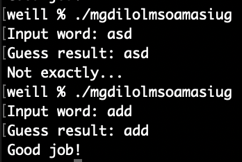 [weill % ./mgdilolmsoamasiug
[Input word: asd
[Guess result: asd
Not exactly...
[weill % ./mgdilolmsoamasiug
[Input word: add
[Guess result: add
Good job!